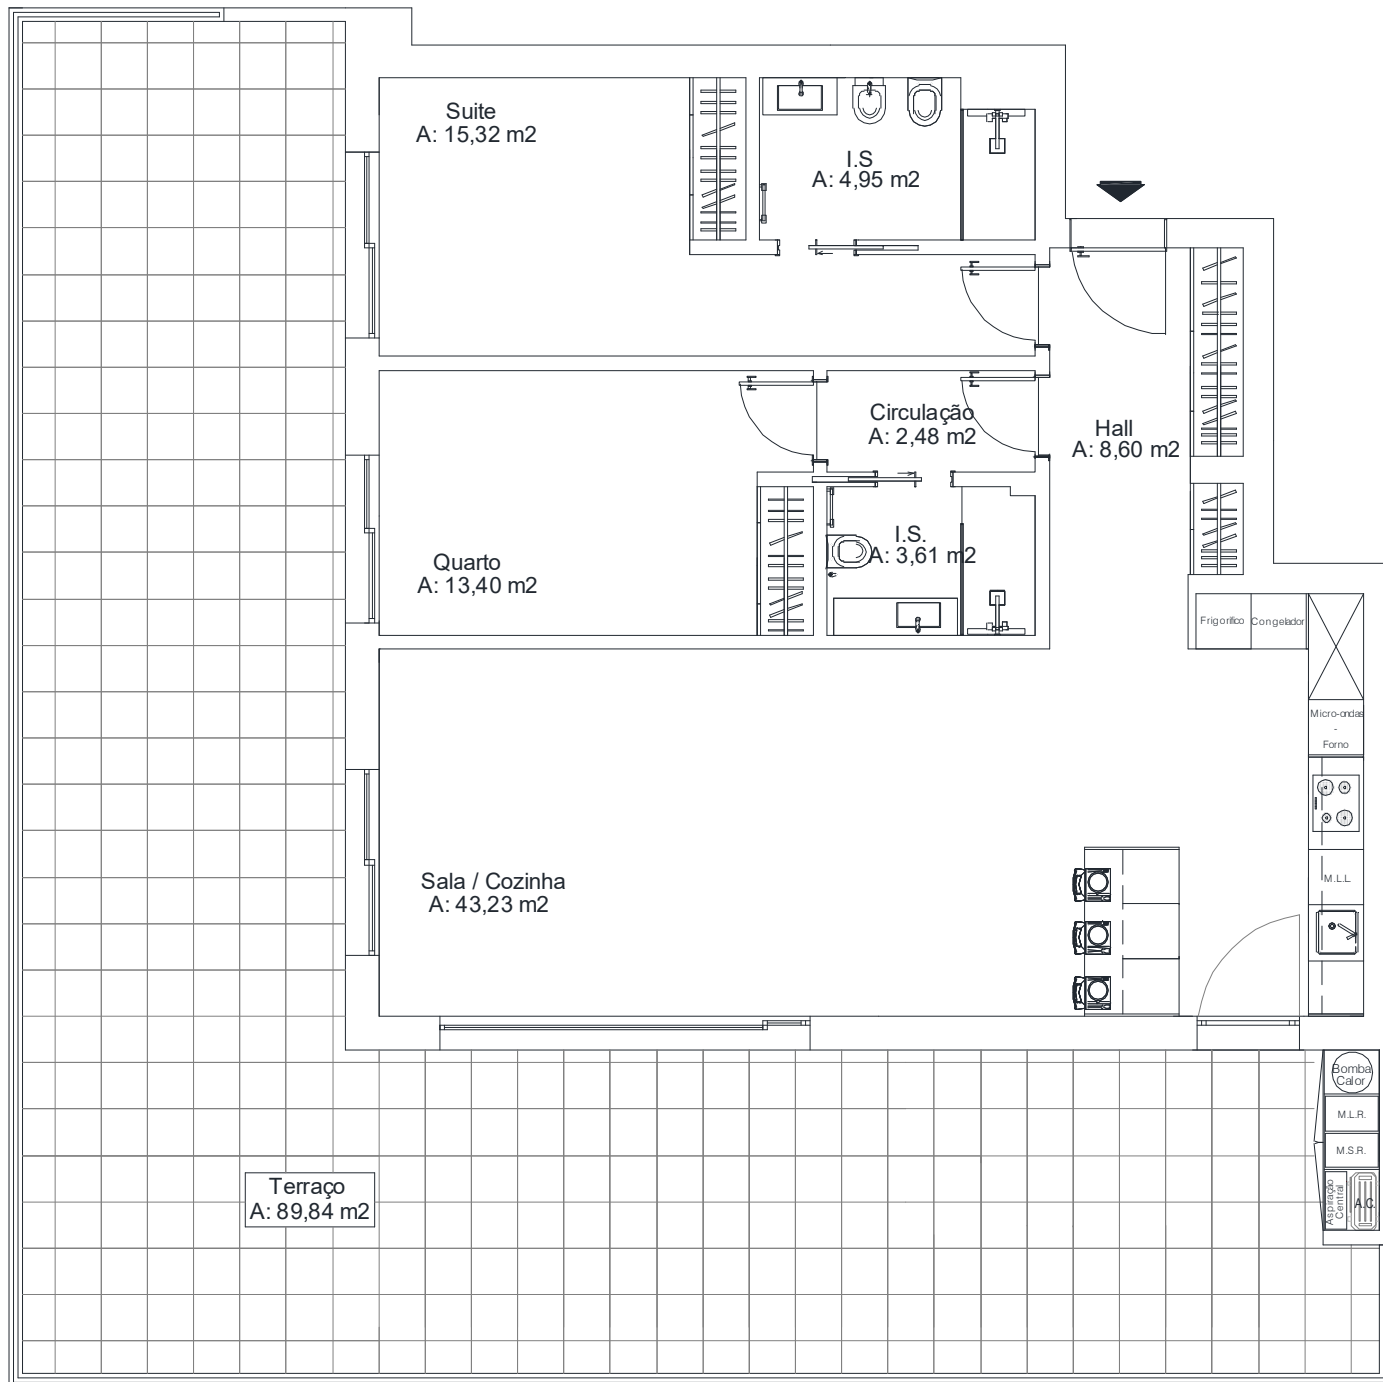 Suite
A: 15,32 m2
I.S
A: 4,95 m2
Circulação
A: 2,48 m2
Hall
A: 8,60 m2
I.S.
A: 3,61 m2
Quarto
A: 13,40 m2
Frigorífico
Congelador
Micro-ondas
-
Forno
M.L.L
Sala / Cozinha
A: 43,23 m2
Bomba
Calor
M.L.R.
M.S.R.
Aspiração
Central
A.C.
Terraço
A: 89,84 m2